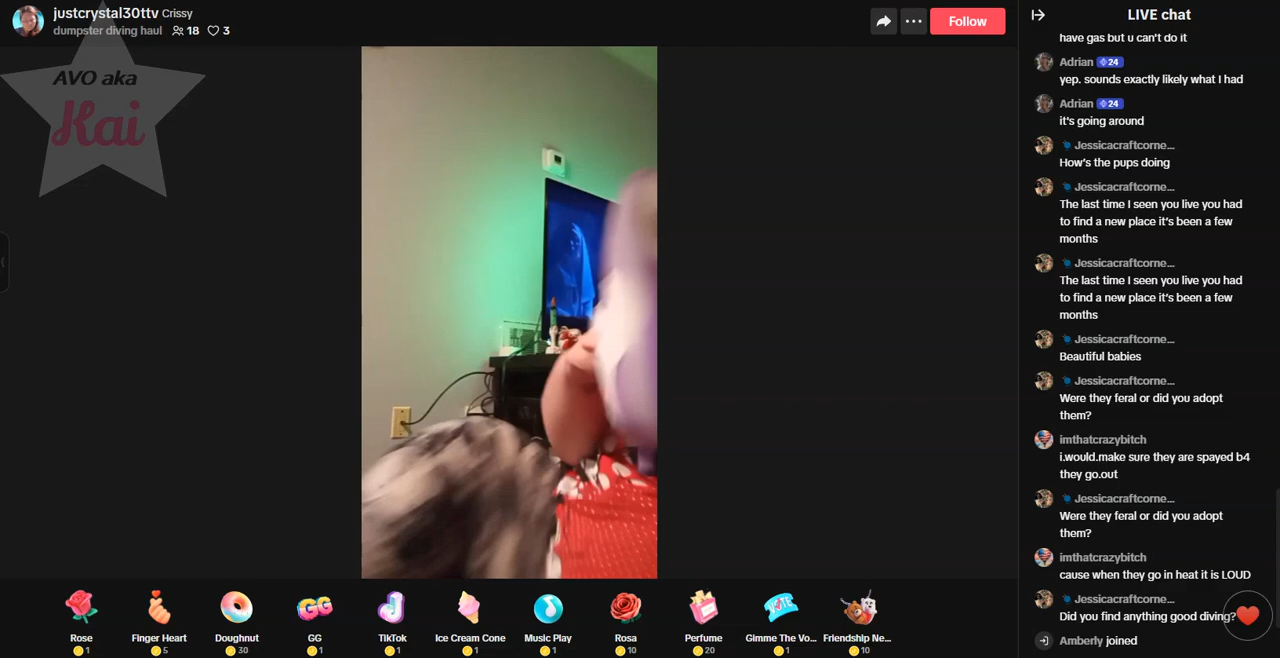 justcrystal30ttv Crissy
dumpster diving haul 18 3
Follow
AVO aka
Kai
LIVE chat
have gas but u can't do it
Adrian 24
yep. sounds exactly likely what I had
Adrian 24
it's going around
Jessicacraftcorne...
How's the pups doing
Jessicacraftcorne...
The last time I seen you live you had
to find a new place it's been a few
months
Jessicacraftcorne...
The last time I seen you live you had
to find a new place it's been a few
months
Jessicacraftcorne...
Beautiful babies
Jessicacraftcorne...
Were they feral or did you adopt
them?
imthatcrazybitch
i.would.make sure they are spayed b4
they go.out
Jessicacraftcorne...
Were they feral or did you adopt
them?
imthatcrazybitch
cause when they go in heat it is LOUD
Jessicacraftcorne...
Did you find anything good diving?
Amberly joined
GG
VOTE
Rose Finger Heart Doughnut GG TikTok Ice Cream Cone Music Play Rosa Perfume Gimme The Vo... Friendship Ne...
1 5 30 1 1 1 1 10 20 1 10